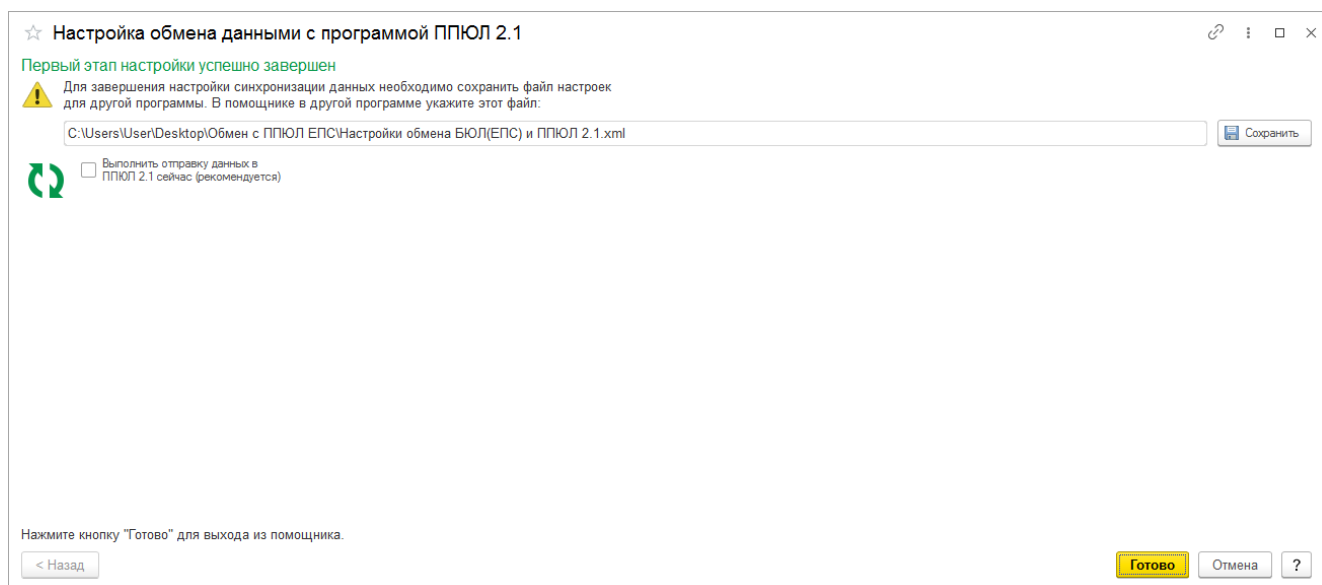 Настройка обмена данными с программой ППЮЛ 2.1
Первый этап настройки успешно завершен
Для завершения настройки синхронизации данных необходимо сохранить файл настроек
для другой программы. В помощнике в другой программе укажите этот файл:
C:\Users\User\Desktop\Обмен с ППЮЛ ЕПС\Настройки обмена БЮЛ(ЕПС) и ППЮЛ 2.1.xml
Сохранить
Выполнить отправку данных в
ППЮЛ 2.1 сейчас (рекомендуется)
Нажмите кнопку "Готово" для выхода из помощника.
< Назад
Готово
Отмена
?